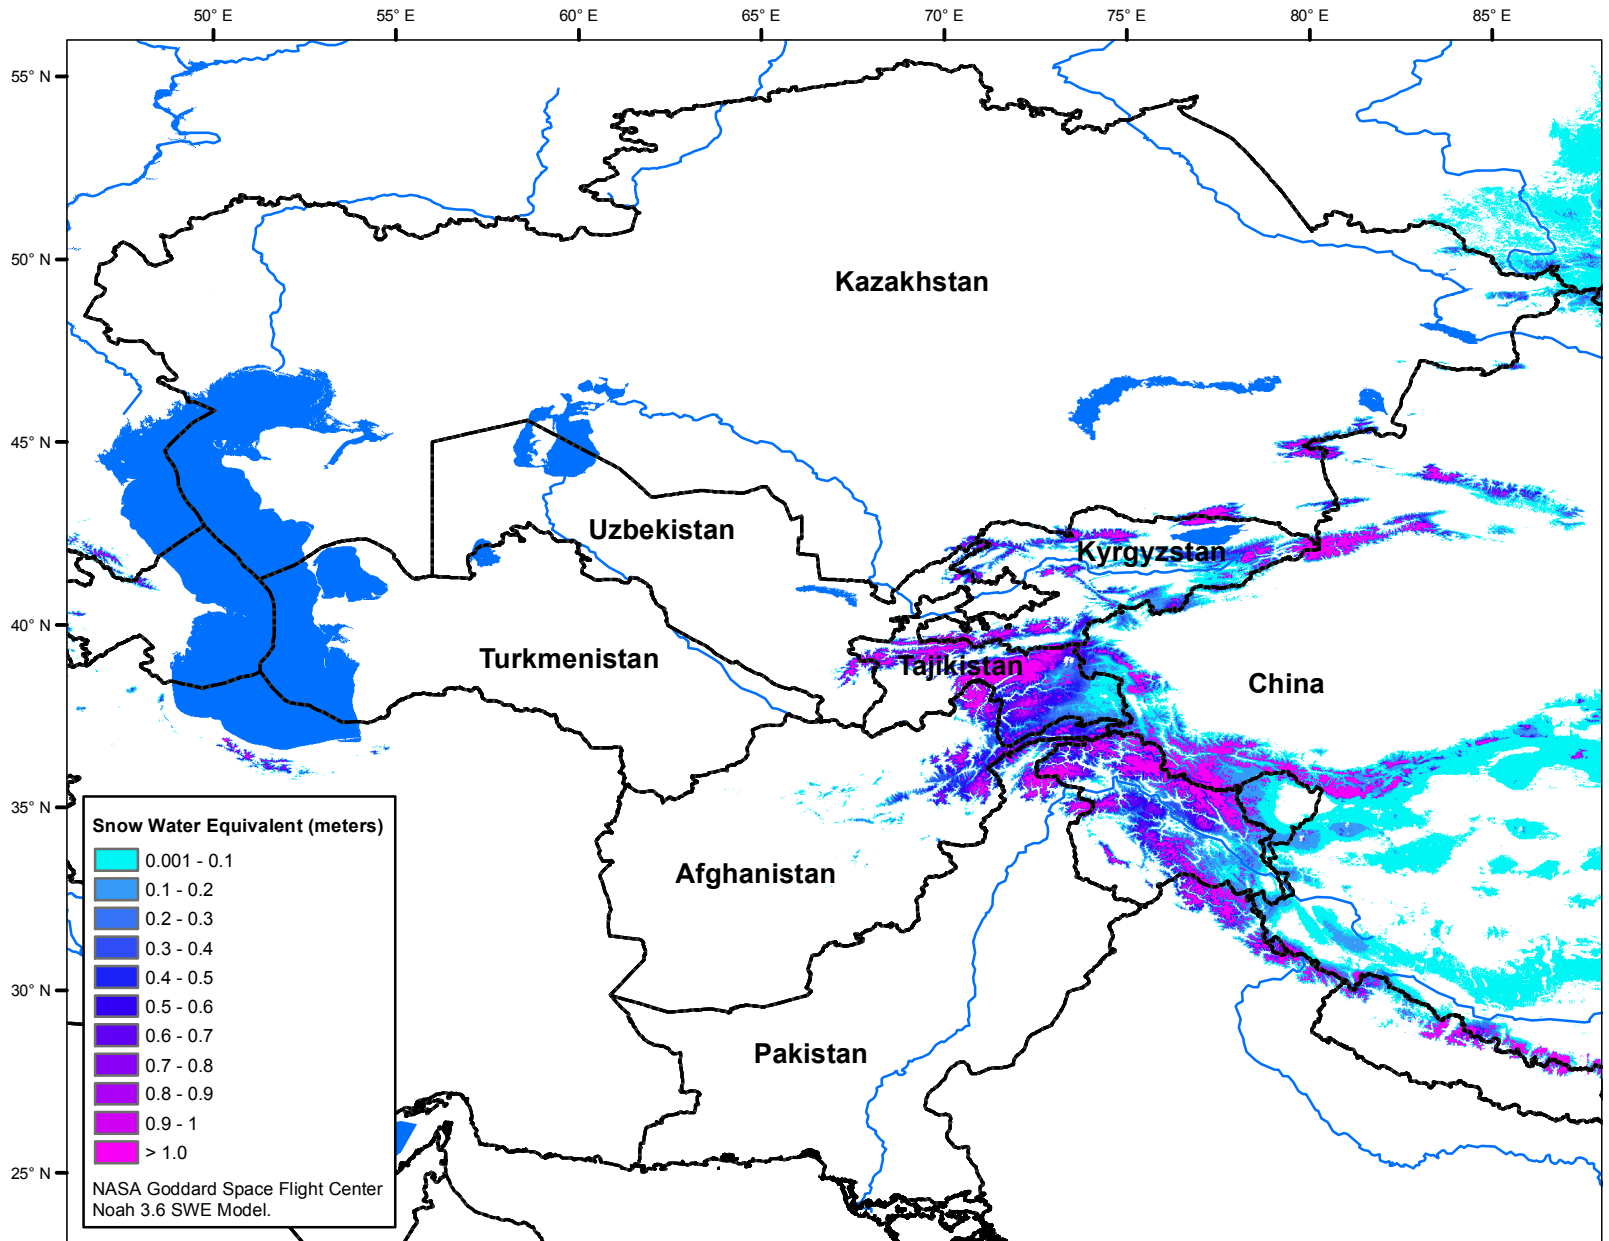 50° E
55° E
60° E
65° E
70° E
75° E
80° E
85° E
55° N
50° N
45° N
40° N
35° N
30° N
25° N
Kazakhstan
Uzbekistan
Kyrgyzstan
Turkmenistan
Tajikistan
China
Afghanistan
Pakistan
Snow Water Equivalent (meters)
0.001 - 0.1
0.1 - 0.2
0.2 - 0.3
0.3 - 0.4
0.4 - 0.5
0.5 - 0.6
0.6 - 0.7
0.7 - 0.8
0.8 - 0.9
0.9 - 1
> 1.0
NASA Goddard Space Flight Center
Noah 3.6 SWE Model.